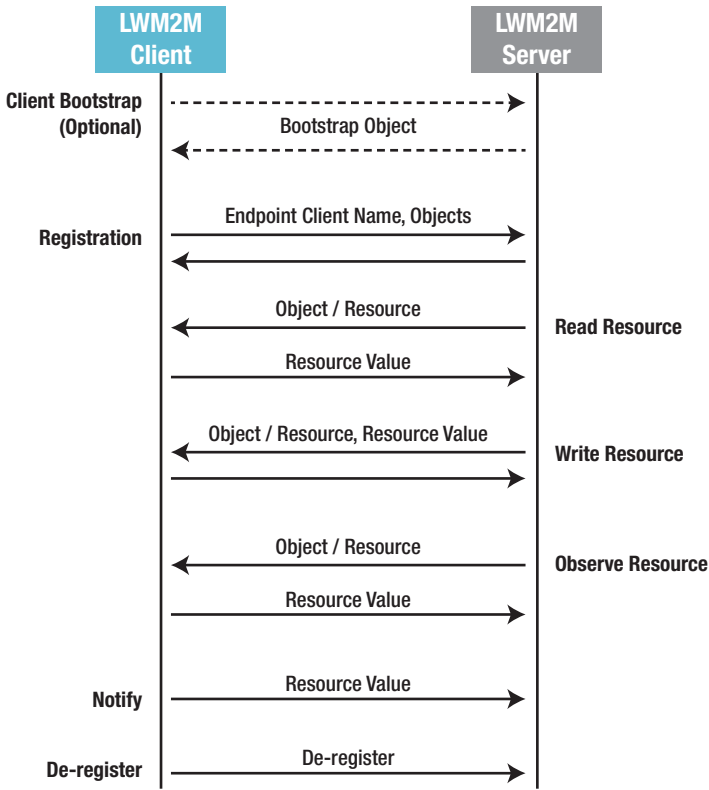 LWM2M
Client
LWM2M
Server
Client Bootstrap
(Optional)
Bootstrap Object
Endpoint Client Name, Objects
Registration
Object / Resource
Read Resource
Resource Value
Object / Resource, Resource Value
Write Resource
Object / Resource
Observe Resource
Resource Value
Resource Value
Notify
De-register
De-register